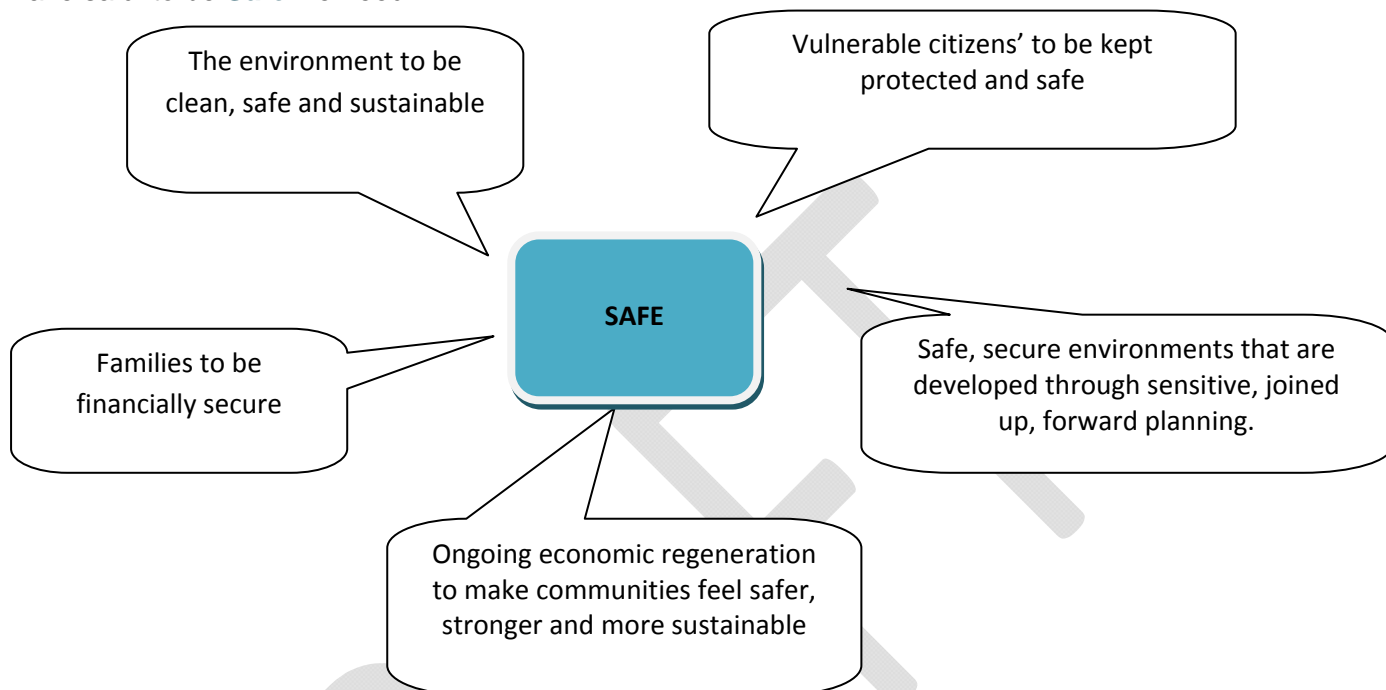 The environment to be
clean, safe and sustainable
Vulnerable citizens’ to be kept
protected and safe
SAFE
Families to be
financially secure
Safe, secure environments that are
developed through sensitive, joined
up, forward planning.
Ongoing economic regeneration
to make communities feel safer,
stronger and more sustainable